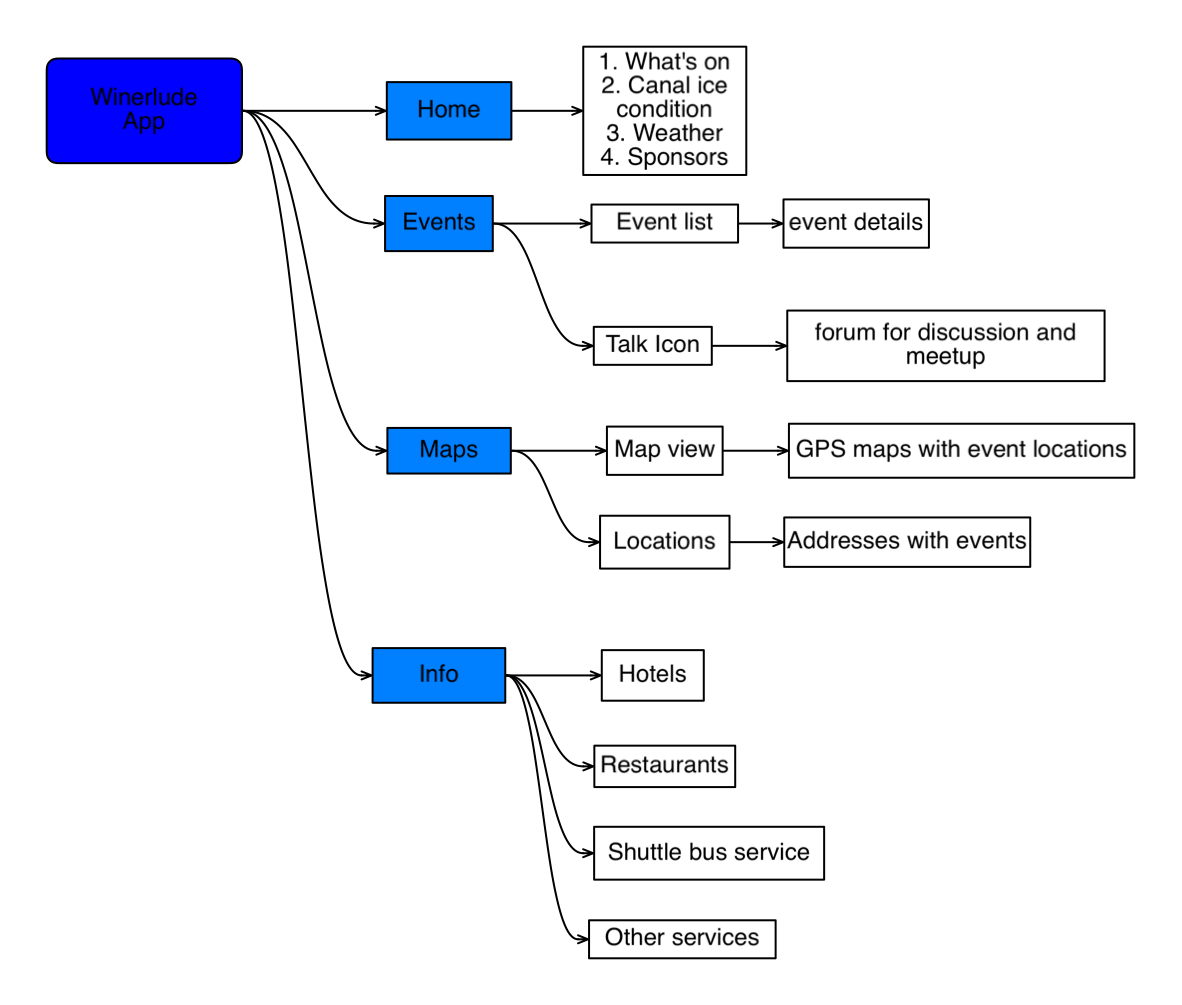 Winerlude
App
Home
1. What's on
2. Canal ice
condition
3. Weather
4. Sponsors
Events
Event list
event details
Talk Icon
forum for discussion and
meetup
Maps
Map view
GPS maps with event locations
Locations
Addresses with events
Info
Hotels
Restaurants
Shuttle bus service
Other services